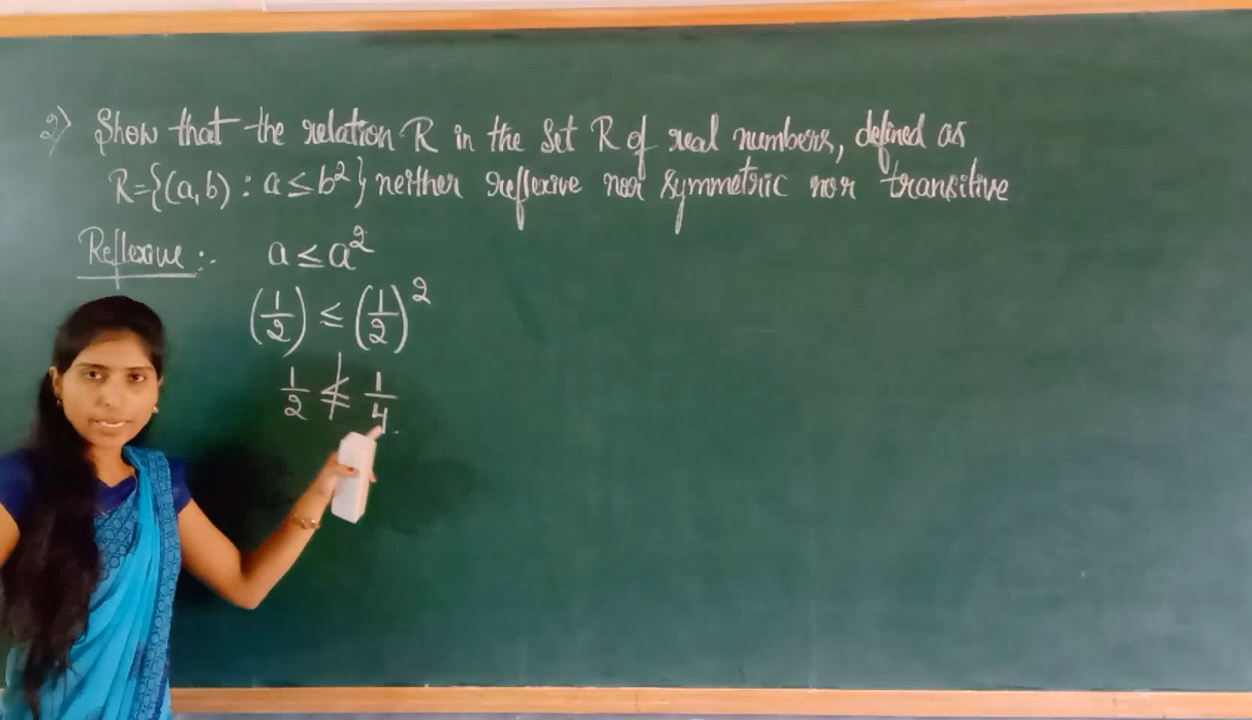 2) Show that the relation R in the Set R of real numbers, defined as
R={(a,b) : a ≤ b²} neither reflexive nor symmetric nor transitive
Reflexive :- a ≤ a²
(1/2) ≤ (1/2)²
1/2 ≰ 1/4